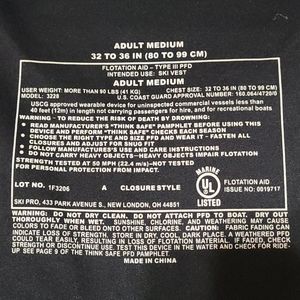 ADULT MEDIUM
32 TO 36 IN (80 TO 99 CM)
ADULT MEDIUM
FLOTATION AID - TYPE III PFD
INTENDED USE: SKI VEST
USER WEIGHT: MORE THAN 90 LBS (41 KG) CHEST SIZE: 32 TO 36 IN (80 TO 99 CM)
MODEL: 3228 U.S. COAST GUARD APPROVAL NUMBER: 160.064/4720/0
USCG approved wearable device for uninspected commercial vessels less than
40 feet (12m) in length not carrying passengers for hire, and for recreational boats
WARNING: TO REDUCE THE RISK OF DEATH BY DROWNING:
• READ MANUFACTURER'S "THINK SAFE" PAMPHLET BEFORE USING THIS
DEVICE AND PERFORM "THINK SAFE" CHECKS EACH SEASON.
• CHOOSE THE RIGHT SIZE AND TYPE PFD AND WEAR IT - FASTEN ALL
CLOSURES AND ADJUST FOR SNUG FIT
• FOLLOW MANUFACTURER'S USE AND CARE INSTRUCTIONS
• DO NOT CARRY HEAVY OBJECTS—HEAVY OBJECTS IMPAIR FLOTATION
STRENGTH TESTED AT 50 MPH (22.4 m/s)-NOT TESTED
FOR PERSONAL PROTECTION FROM IMPACT.
LOT NO. 1F3206 A CLOSURE STYLE
SKI PRO, 433 PARK AVENUE S., NEW LONDON, OH 44851
MARINE
UL
LISTED
FLOTATION AID
ISSUE NO: 0019717
WARNING: DO NOT DRY CLEAN. DO NOT ATTACH PFD TO BOAT. DRY OUT
THOROUGHLY WHEN WET. SUNSHINE, CHLORINE, AND WEATHERING MAY CAUSE
COLORS TO FADE OR BLEED ONTO OTHER SURFACES. CAUTION: FABRIC FADING CAN
INDICATE LOSS OF STRENGTH. STORE IN DRY, COOL, DARK PLACE. A WEATHERED PFD
COULD TEAR EASILY, RESULTING IN LOSS OF FLOTATION MATERIAL. IF FADED, CHECK
STRENGTH OR DISCONTINUE USE. TEST THIS DEVICE IN THE WATER AND CHECK FOR RIDE-
UP. SEE PAGE 9 OF THE THINK SAFE PFD PAMPHLET.
MADE IN CHINA